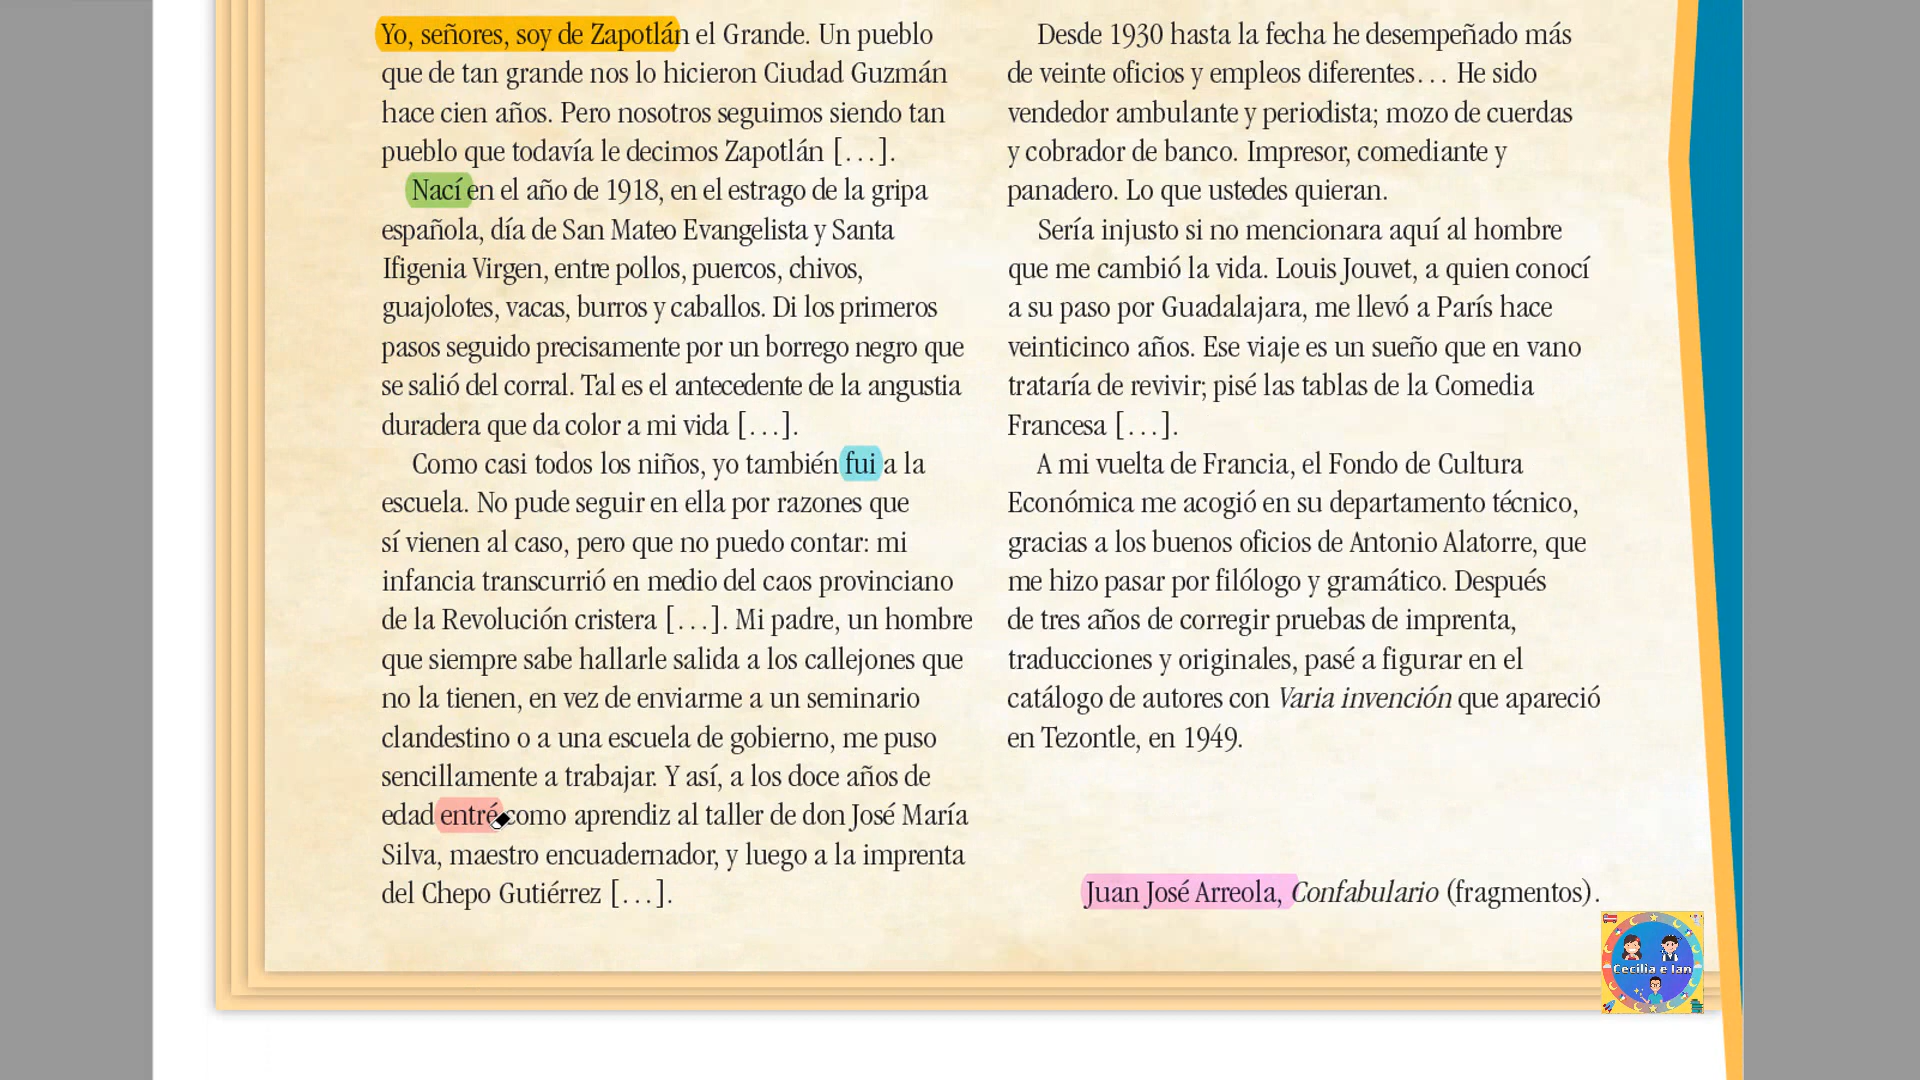 Yo, señores, soy de Zapotlán el Grande. Un pueblo
que de tan grande nos lo hicieron Ciudad Guzmán
hace cien años. Pero nosotros seguimos siendo tan
pueblo que todavía le decimos Zapotlán [...].
Nací en el año de 1918, en el estrago de la gripa
española, día de San Mateo Evangelista y Santa
Ifigenia Virgen, entre pollos, puercos, chivos,
guajolotes, vacas, burros y caballos. Di los primeros
pasos seguido precisamente por un borrego negro que
se salió del corral. Tal es el antecedente de la angustia
duradera que da color a mi vida [...].
Como casi todos los niños, yo también fui a la
escuela. No pude seguir en ella por razones que
sí vienen al caso, pero que no puedo contar: mi
infancia transcurrió en medio del caos provinciano
de la Revolución cristera [...]. Mi padre, un hombre
que siempre sabe hallarle salida a los callejones que
no la tienen, en vez de enviarme a un seminario
clandestino o a una escuela de gobierno, me puso
sencillamente a trabajar. Y así, a los doce años de
edad entré como aprendiz al taller de don José María
Silva, maestro encuadernador, y luego a la imprenta
del Chepo Gutiérrez [...].
Desde 1930 hasta la fecha he desempeñado más
de veinte oficios y empleos diferentes... He sido
vendedor ambulante y periodista; mozo de cuerdas
y cobrador de banco. Impresor, comediante y
panadero. Lo que ustedes quieran.
Sería injusto si no mencionara aquí al hombre
que me cambió la vida. Louis Jouvet, a quien conocí
a su paso por Guadalajara, me llevó a París hace
veinticinco años. Ese viaje es un sueño que en vano
trataría de revivir; pisé las tablas de la Comedia
Francesa [...].
A mi vuelta de Francia, el Fondo de Cultura
Económica me acogió en su departamento técnico,
gracias a los buenos oficios de Antonio Alatorre, que
me hizo pasar por filólogo y gramático. Después
de tres años de corregir pruebas de imprenta,
traducciones y originales, pasé a figurar en el
catálogo de autores con Varia invención que apareció
en Tezontle, en 1949.
Juan José Arreola, Confabulario (fragmentos).
Cecilia e Ian